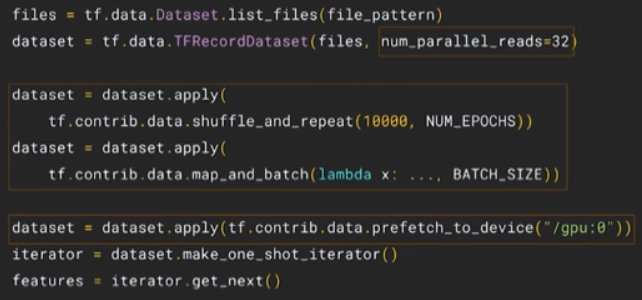 files = tf.data.Dataset.list_files(file_pattern)
dataset = tf.data.TFRecordDataset(files, num_parallel_reads=32)
dataset = dataset.apply(
    tf.contrib.data.shuffle_and_repeat(10000, NUM_EPOCHS))
dataset = dataset.apply(
    tf.contrib.data.map_and_batch(lambda x: ..., BATCH_SIZE))
dataset = dataset.apply(tf.contrib.data.prefetch_to_device("/gpu:0"))
iterator = dataset.make_one_shot_iterator()
features = iterator.get_next()